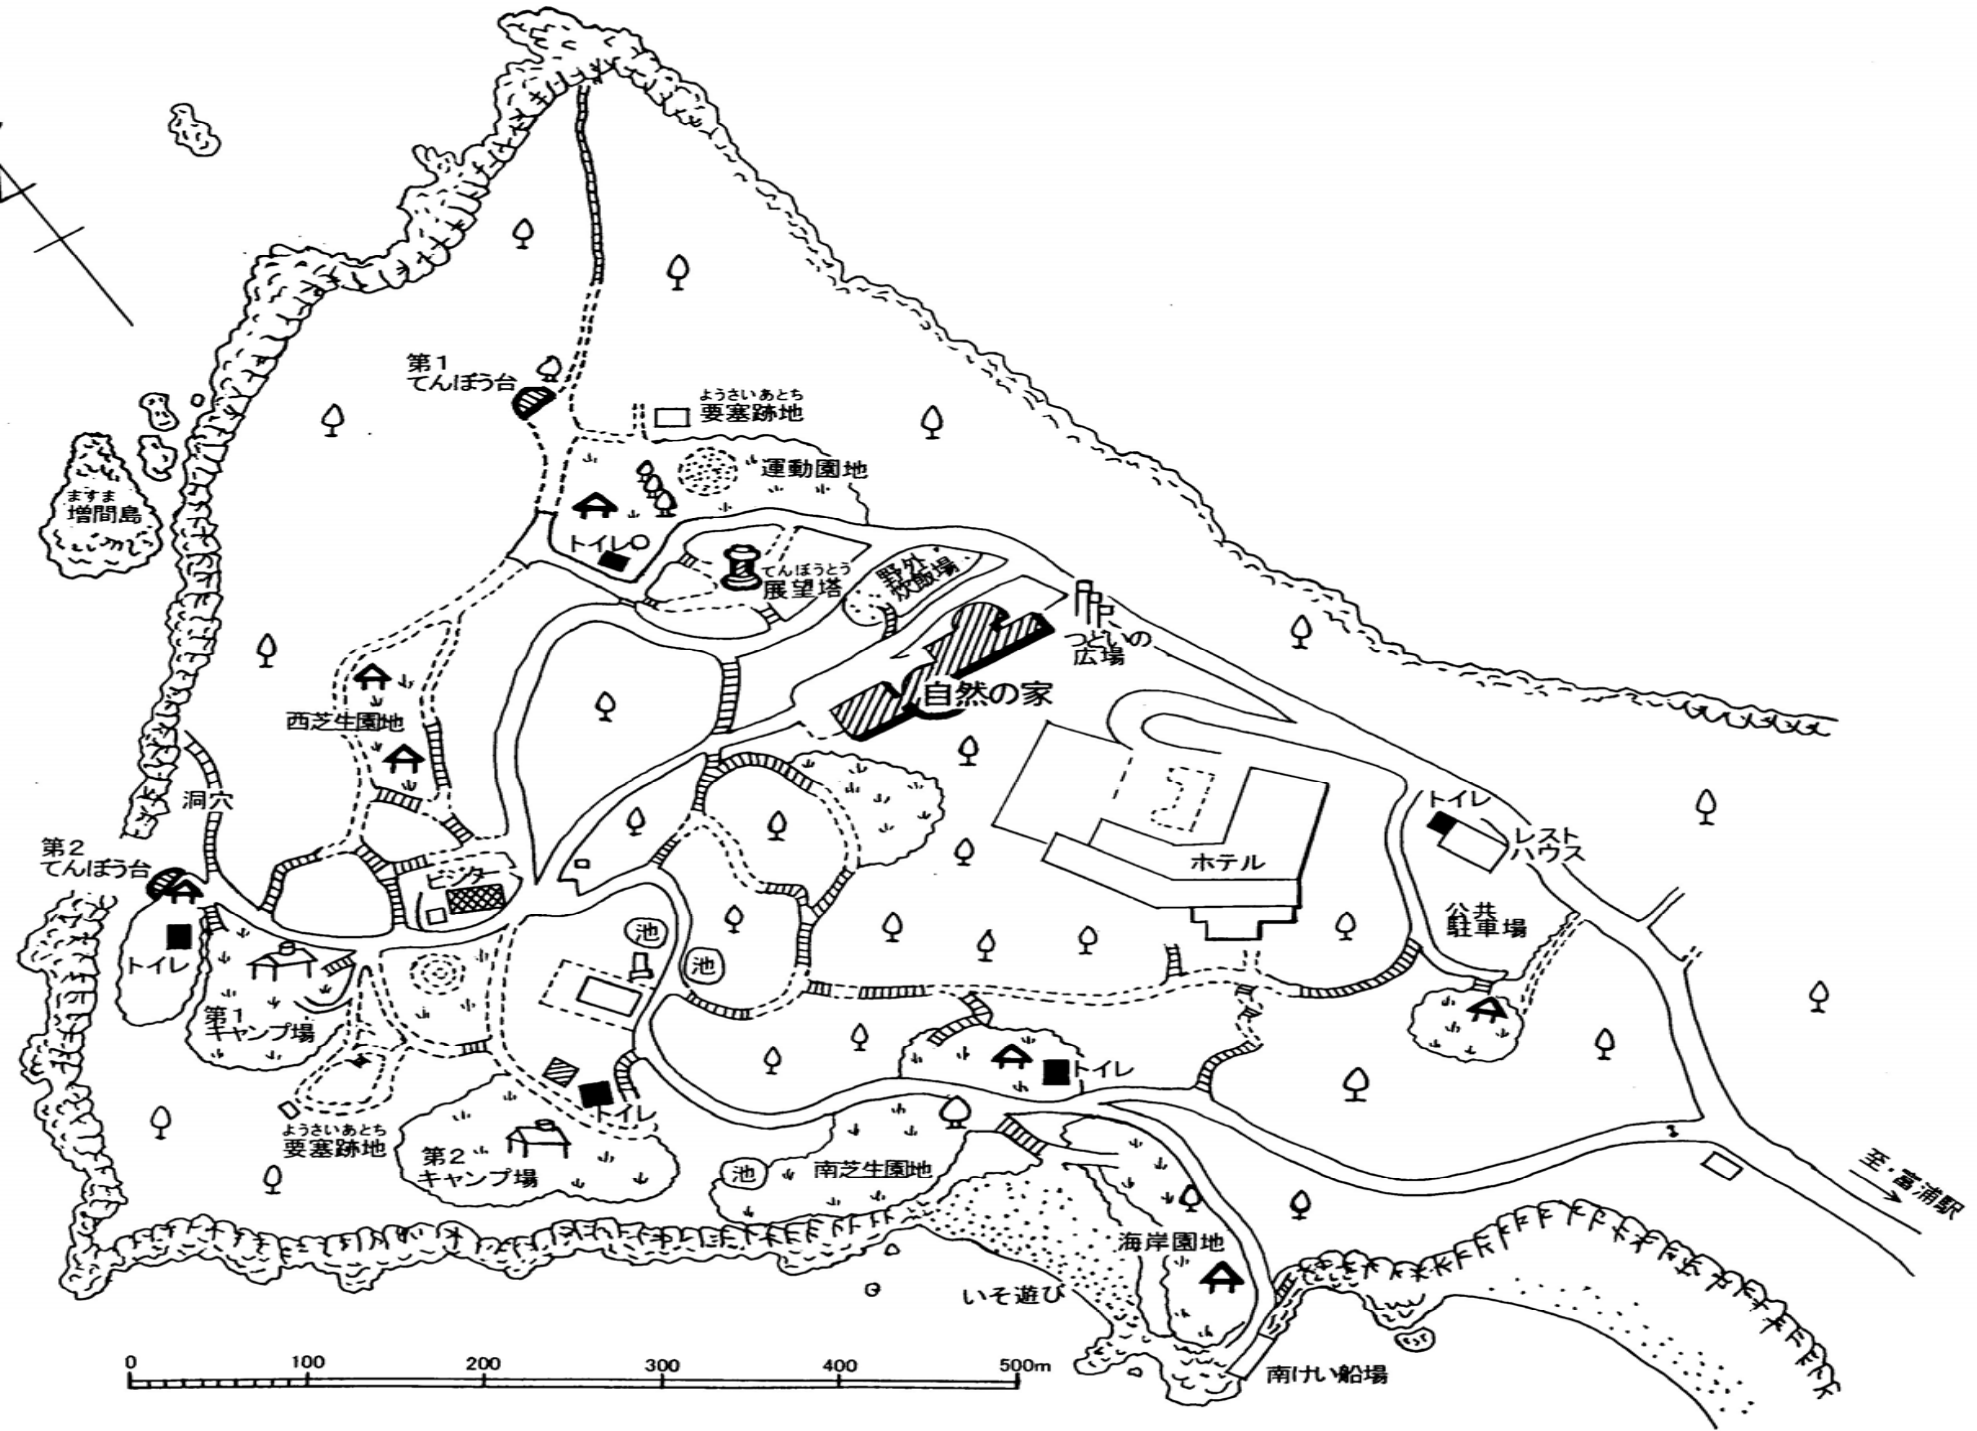 第1
てんぼう台
ようさいあとち
要塞跡地
運動園地
ますま
増間島
トイレ
てんぼうとう
展望塔
野外
炊飯場
つどいの
広場
自然の家
西芝生園地
洞穴
トイレ
レスト
ハウス
第2
てんぼう台
ビジター
ホテル
公共
駐車場
池
池
トイレ
第1
キャンプ場
トイレ
トイレ
ようさいあとち
要塞跡地
第2
キャンプ場
池
南芝生園地
至・富浦駅
海岸園地
いそ遊び
南けい船場
0 100 200 300 400 500m